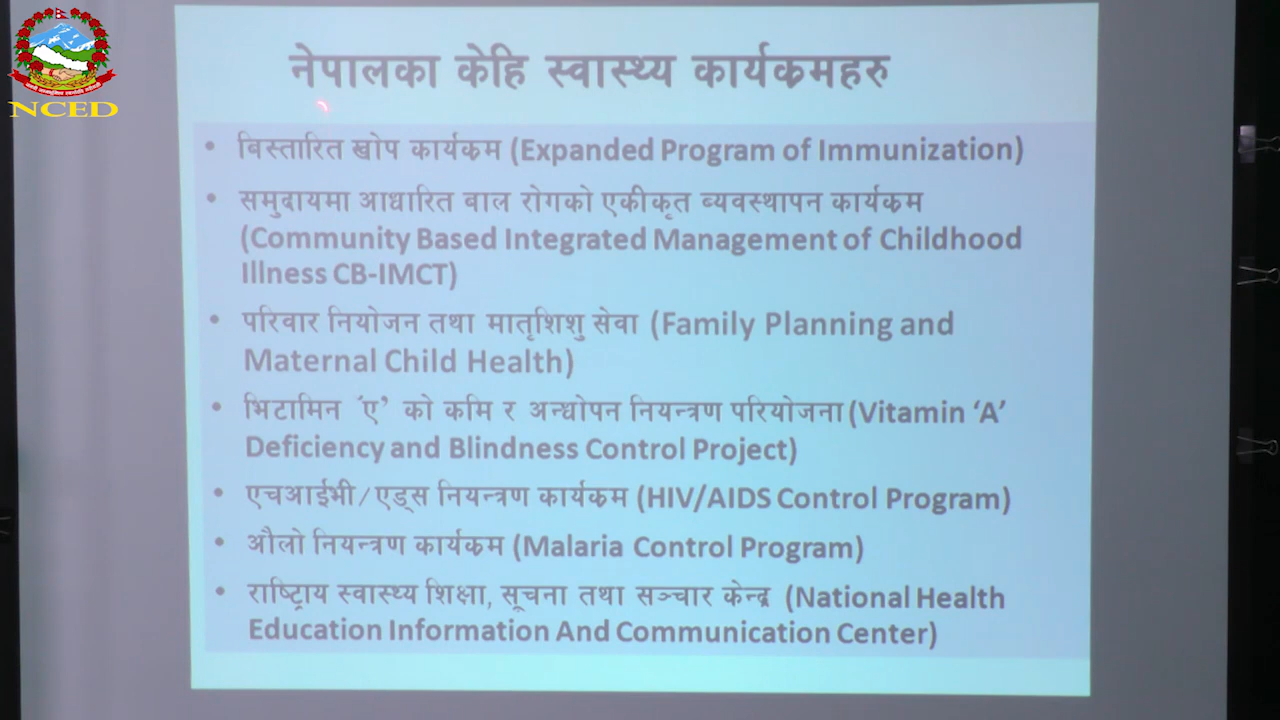 NCED
नेपालका केहि स्वास्थ्य कार्यक्रमहरु
• बिस्तारित खोप कार्यक्रम (Expanded Program of Immunization)
• समुदायमा आधारित बाल रोगको एकीकृत ब्यवस्थापन कार्यक्रम
(Community Based Integrated Management of Childhood
Illness CB-IMCT)
• परिवार नियोजन तथा मातृशिशु सेवा (Family Planning and
Maternal Child Health)
• भिटामिन ´ए’ को कमि र अन्धोपन नियन्त्रण परियोजना (Vitamin ‘A’
Deficiency and Blindness Control Project)
• एचआईभी/एड्स नियन्त्रण कार्यक्रम (HIV/AIDS Control Program)
• औलो नियन्त्रण कार्यक्रम (Malaria Control Program)
• राष्ट्रिाय स्वास्थ्य शिक्षा, सूचना तथा सञ्चार केन्द्र (National Health
Education Information And Communication Center)